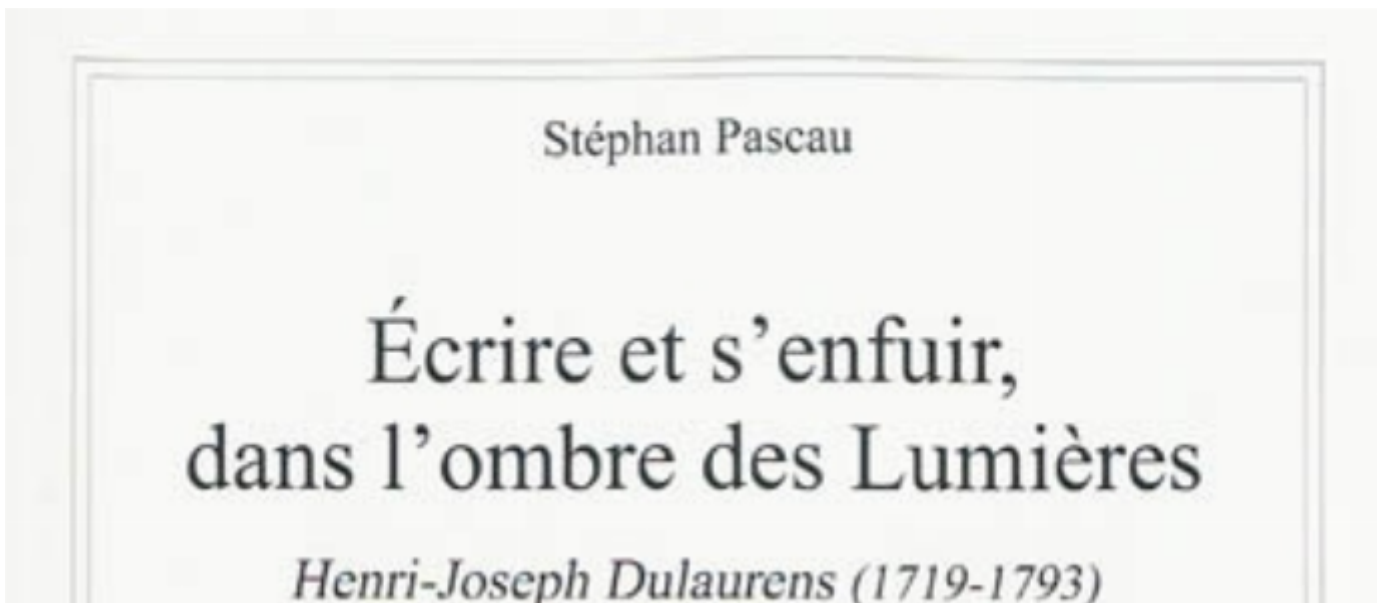 Stéphan Pascau
Écrire et s’enfuir,
dans l’ombre des Lumières
Henri-Joseph Dulaurens (1719-1793)